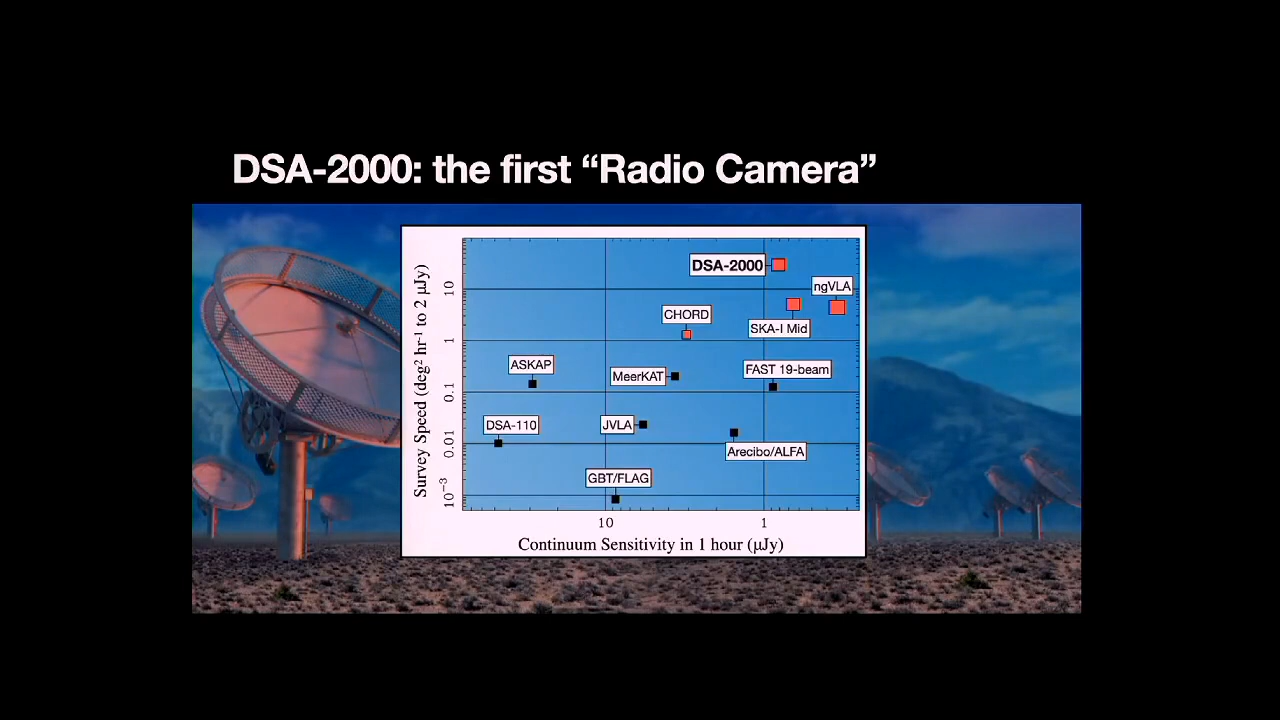 DSA-2000: the first “Radio Camera”
Survey Speed (deg² hr⁻¹ to 2 μJy)
10
1
0.1
0.01
10⁻³
DSA-2000
ngVLA
CHORD
SKA-I Mid
ASKAP
MeerKAT
FAST 19-beam
DSA-110
JVLA
Arecibo/ALFA
GBT/FLAG
10
1
Continuum Sensitivity in 1 hour (μJy)